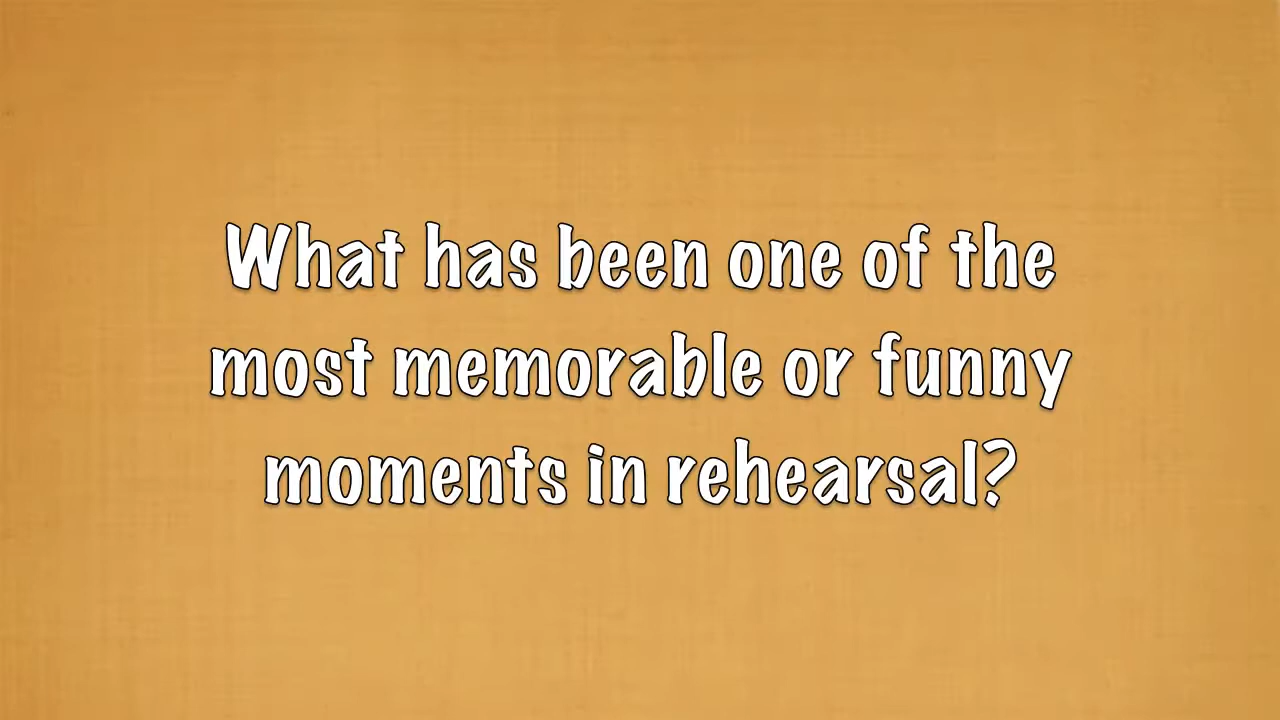 What has been one of the
most memorable or funny
moments in rehearsal?